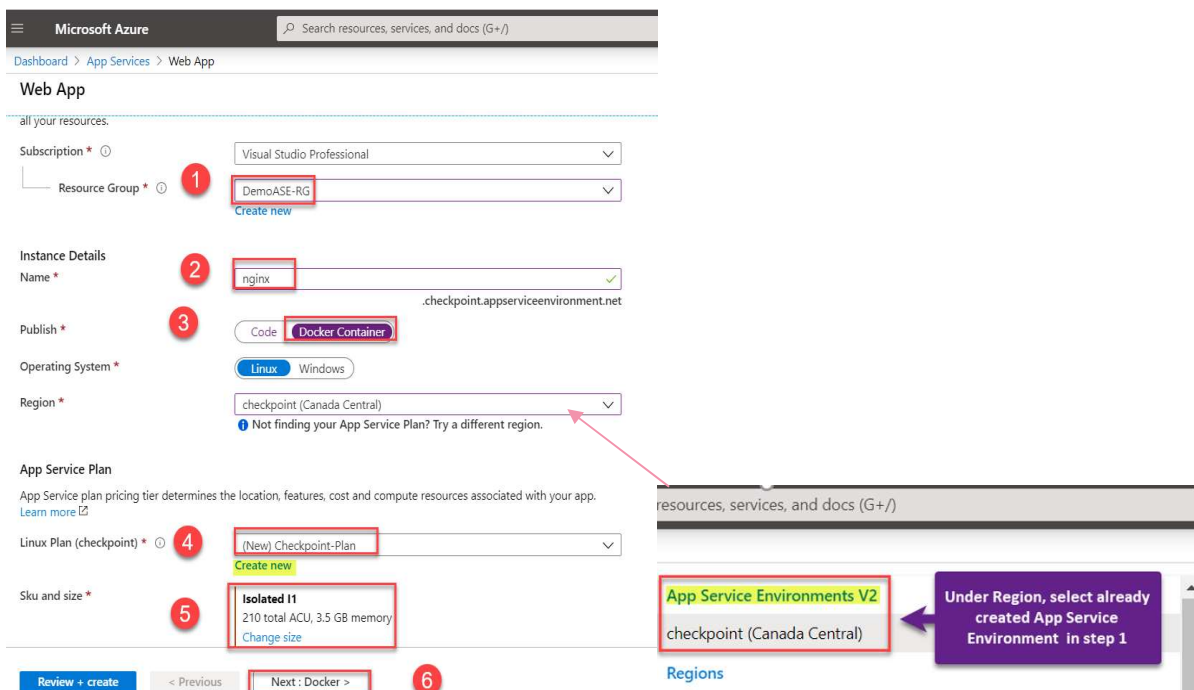 Microsoft Azure
Search resources, services, and docs (G+/)
Dashboard > App Services > Web App
Web App
all your resources.
Subscription *
Visual Studio Professional
Resource Group *
1
DemoASE-RG
Create new
Instance Details
Name *
2
nginx
.checkpoint.appserviceenvironment.net
Publish *
3
Code
Docker Container
Operating System *
Linux
Windows
Region *
checkpoint (Canada Central)
Not finding your App Service Plan? Try a different region.
App Service Plan
App Service plan pricing tier determines the location, features, cost and compute resources associated with your app.
Learn more
Linux Plan (checkpoint) *
4
(New) Checkpoint-Plan
Create new
Sku and size *
5
Isolated I1
210 total ACU, 3.5 GB memory
Change size
Review + create
< Previous
Next : Docker >
6
resources, services, and docs (G+/)
App Service Environments V2
checkpoint (Canada Central)
Regions
Under Region, select already
created App Service
Environment in step 1